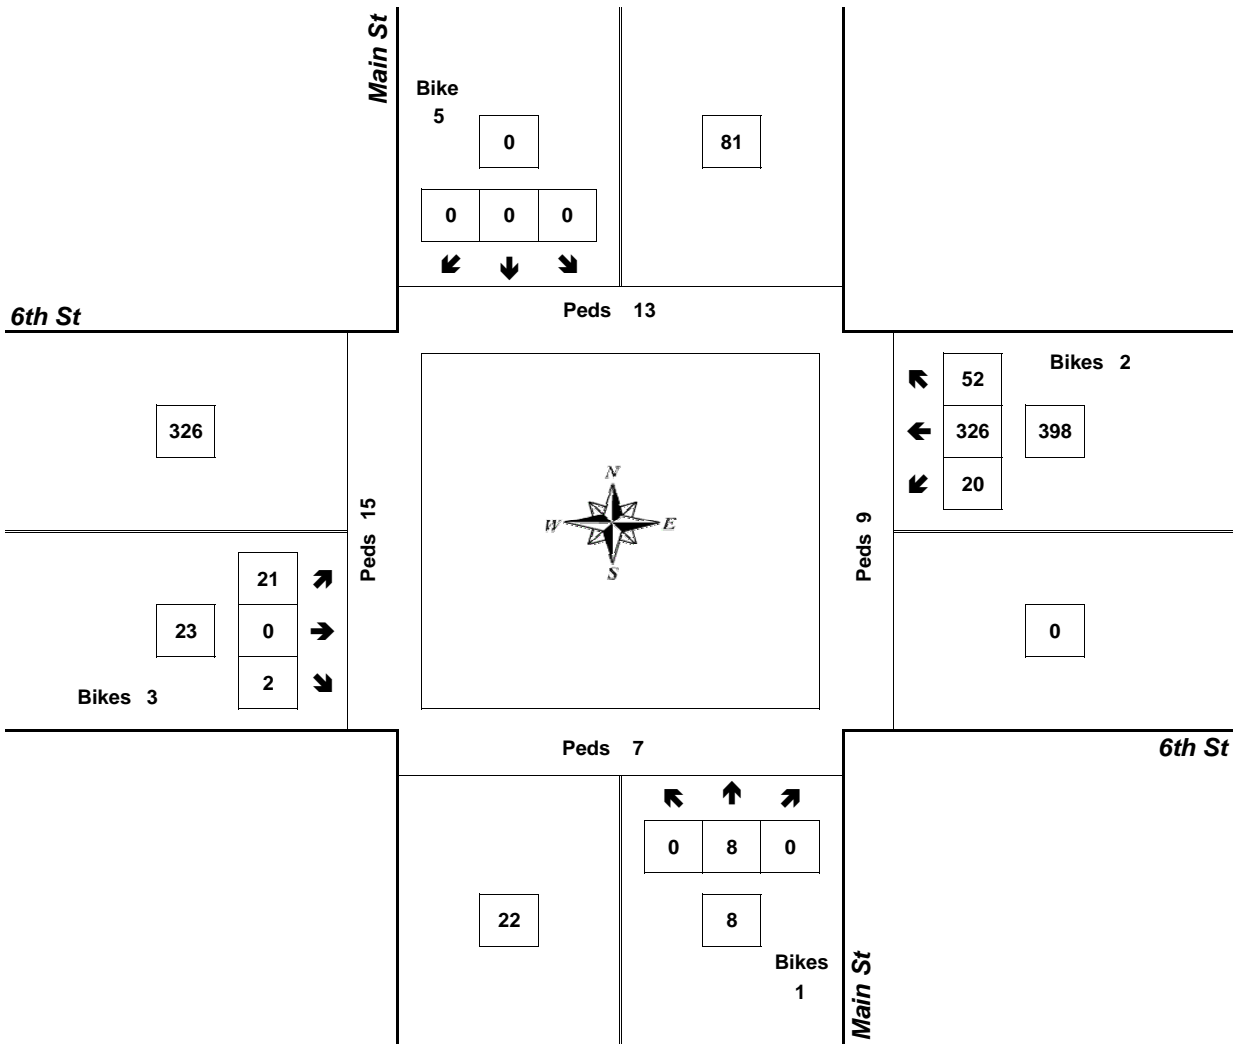 Main St
Bike
5
0
81
0 0 0
Peds 13
6th St
52
Bikes 2
326
326
398
20
N
W E
S
Peds 15
Peds 9
21
23
0
0
2
Bikes 3
Peds 7
6th St
0 8 0
22
8
Bikes
1
Main St